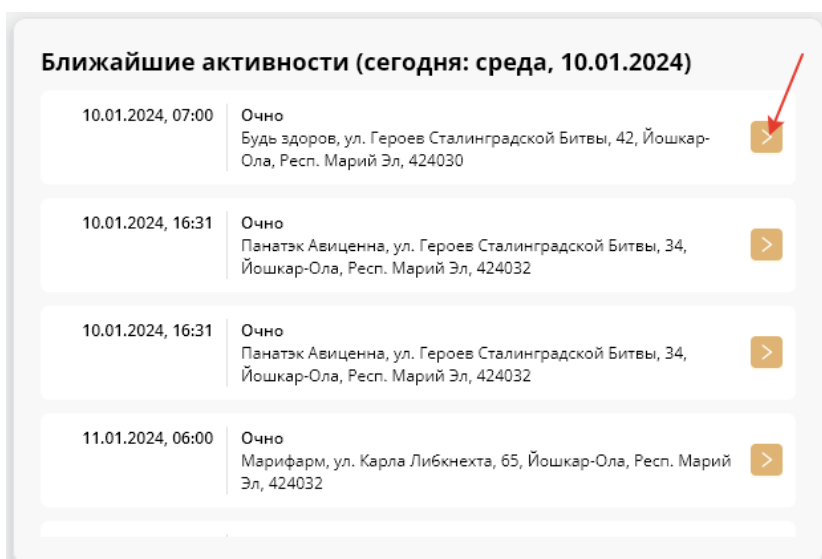 Ближайшие активности (сегодня: среда, 10.01.2024)
10.01.2024, 07:00 Очно
Будь здоров, ул. Героев Сталинградской Битвы, 42, Йошкар-
Ола, Респ. Марий Эл, 424030
10.01.2024, 16:31 Очно
Панатэк Авиценна, ул. Героев Сталинградской Битвы, 34,
Йошкар-Ола, Респ. Марий Эл, 424032
10.01.2024, 16:31 Очно
Панатэк Авиценна, ул. Героев Сталинградской Битвы, 34,
Йошкар-Ола, Респ. Марий Эл, 424032
11.01.2024, 06:00 Очно
Марифарм, ул. Карла Либкнехта, 65, Йошкар-Ола, Респ. Марий
Эл, 424032